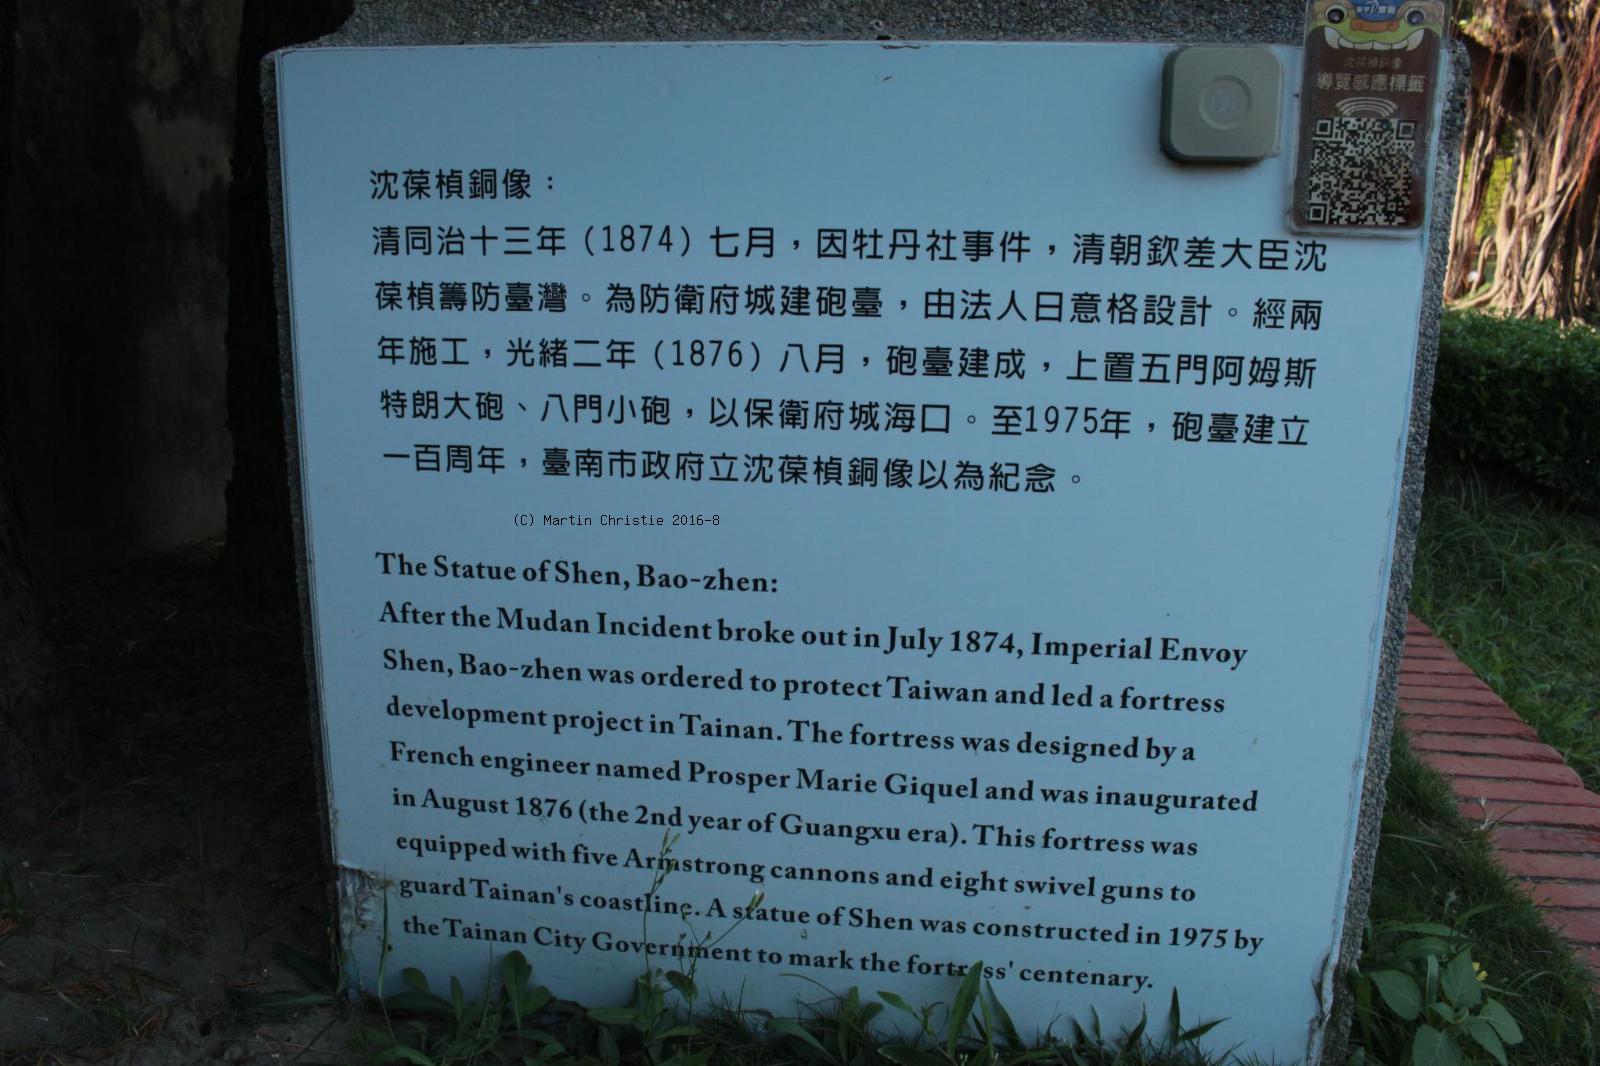 安平
沈葆楨銅像
導覽感應標籤
沈葆楨銅像：
清同治十三年（1874）七月，因牡丹社事件，清朝欽差大臣沈
葆楨籌防臺灣。為防衛府城建砲臺，由法人日意格設計。經兩
年施工，光緒二年（1876）八月，砲臺建成，上置五門阿姆斯
特朗大砲、八門小砲，以保衛府城海口。至1975年，砲臺建立
一百周年，臺南市政府立沈葆楨銅像以為紀念。
(C) Martin Christie 2016-8
The Statue of Shen, Bao-zhen:
After the Mudan Incident broke out in July 1874, Imperial Envoy
Shen, Bao-zhen was ordered to protect Taiwan and led a fortress
development project in Tainan. The fortress was designed by a
French engineer named Prosper Marie Giquel and was inaugurated
in August 1876 (the 2nd year of Guangxu era). This fortress was
equipped with five Armstrong cannons and eight swivel guns to
guard Tainan's coastline. A statue of Shen was constructed in 1975 by
the Tainan City Government to mark the fortress' centenary.